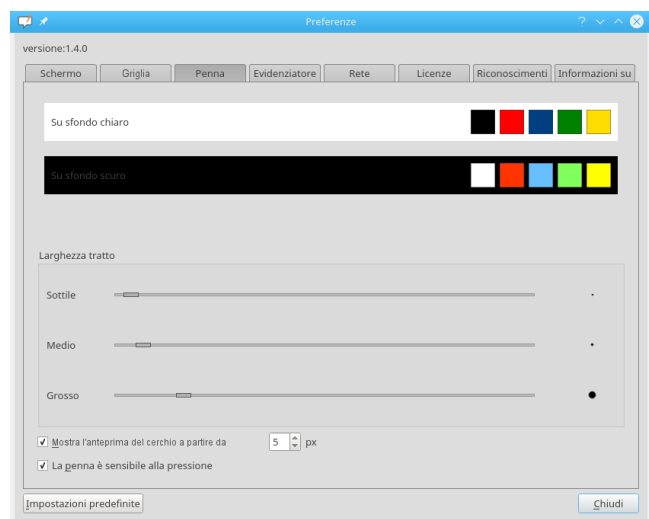 Preferenze
versione:1.4.0
Schermo Griglia Penna Evidenziatore Rete Licenze Riconoscimenti Informazioni su
Su sfondo chiaro
Su sfondo scuro
Larghezza tratto
Sottile
Medio
Grosso
Mostra l'anteprima del cerchio a partire da 5 px
La penna è sensibile alla pressione
Impostazioni predefinite Chiudi